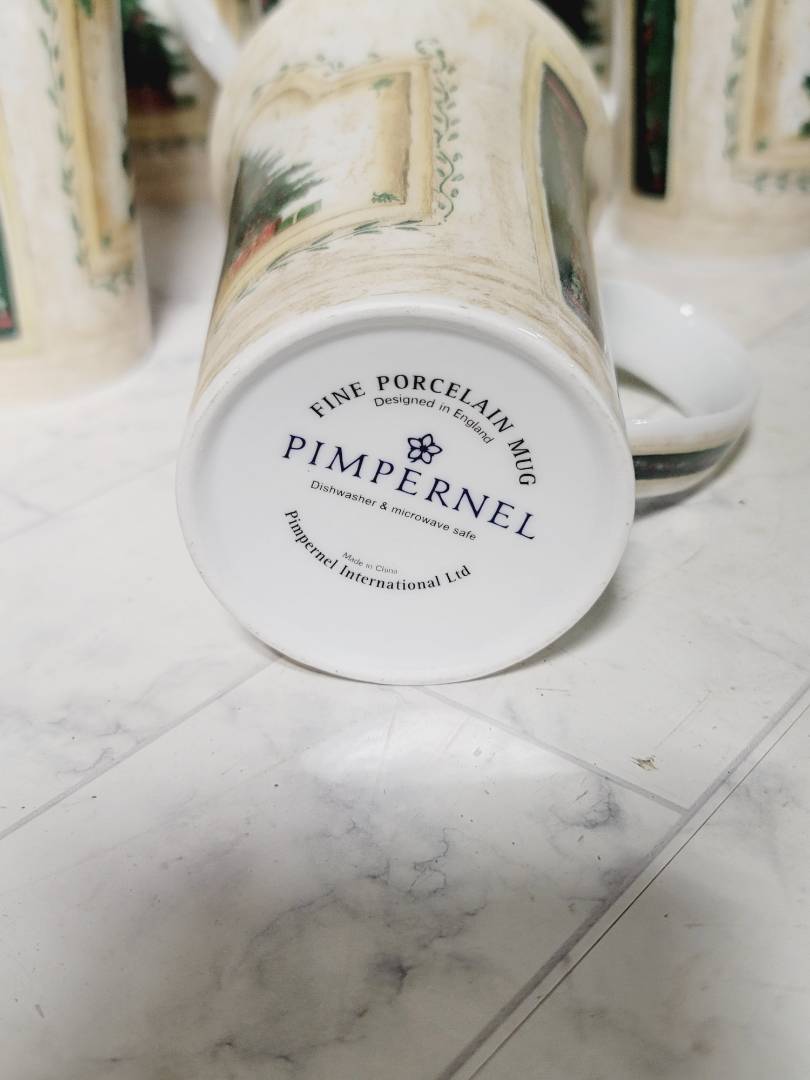 FINE PORCELAIN MUG
Designed in England
PIMPERNEL
Dishwasher & microwave safe
Made in China
Pimpernel International Ltd